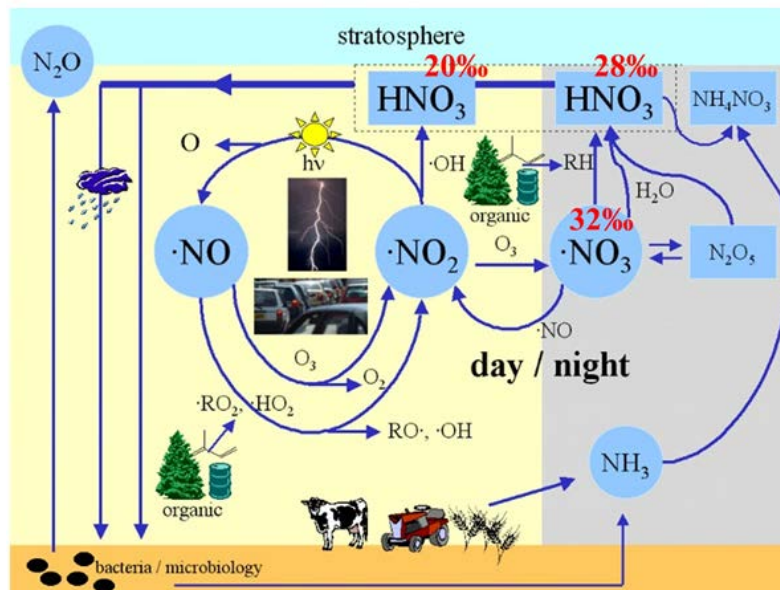 stratosphere
N₂O
20‰
HNO₃
28‰
HNO₃
NH₄NO₃
O
hν
·OH
RH
organic
H₂O
·NO
·NO₂
O₃
32‰
·NO₃
N₂O₅
·NO
O₃
O₂
day / night
·RO₂, ·HO₂
RO·, ·OH
organic
NH₃
bacteria / microbiology